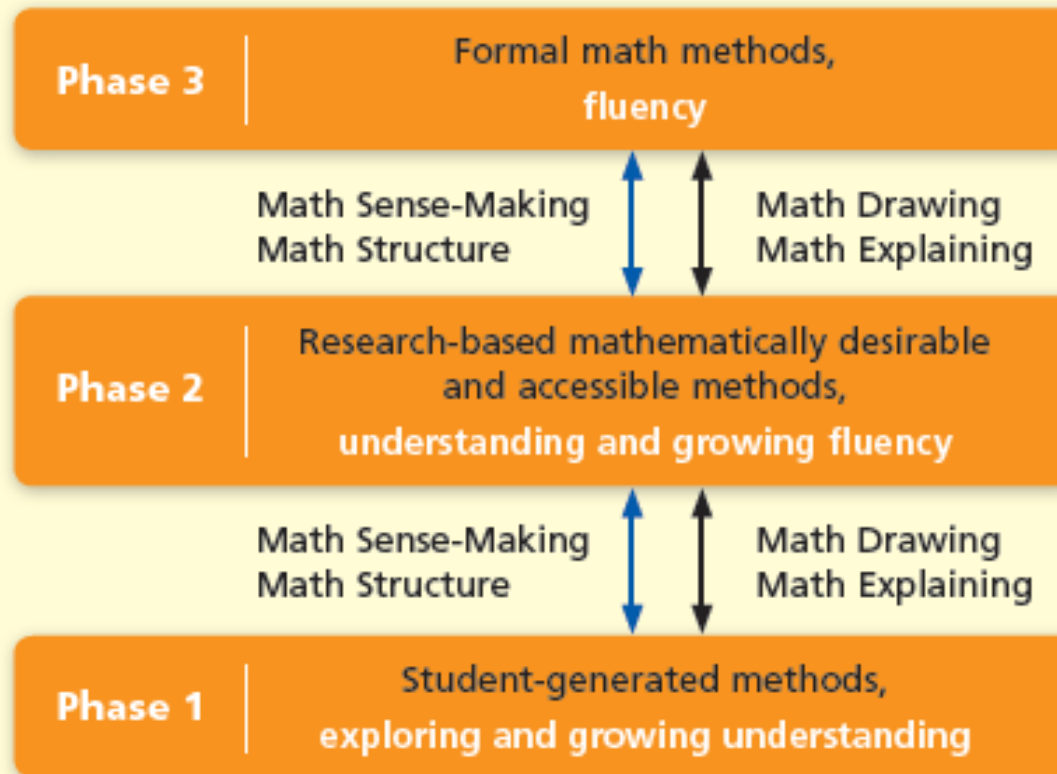 Phase 3
Formal math methods,
fluency
Math Sense-Making
Math Structure
Math Drawing
Math Explaining
Phase 2
Research-based mathematically desirable
and accessible methods,
understanding and growing fluency
Math Sense-Making
Math Structure
Math Drawing
Math Explaining
Phase 1
Student-generated methods,
exploring and growing understanding